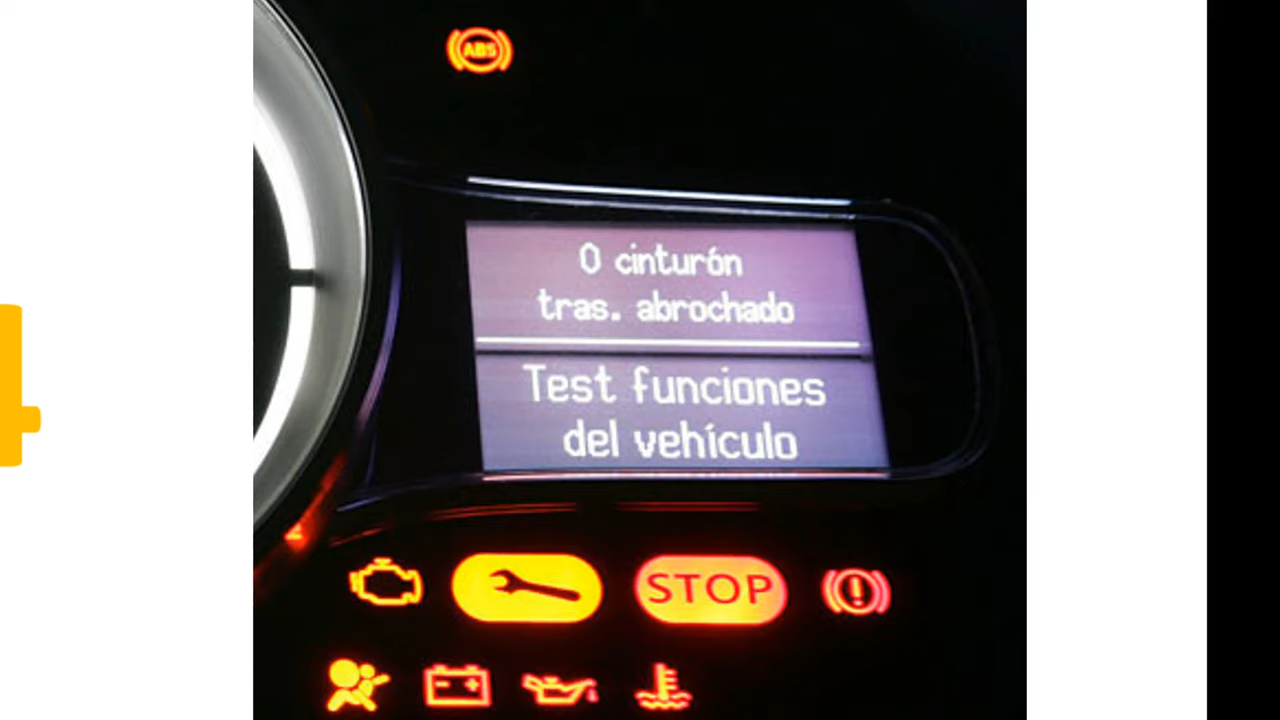 ABS
0 cinturón
tras. abrochado
Test funciones
del vehículo
STOP